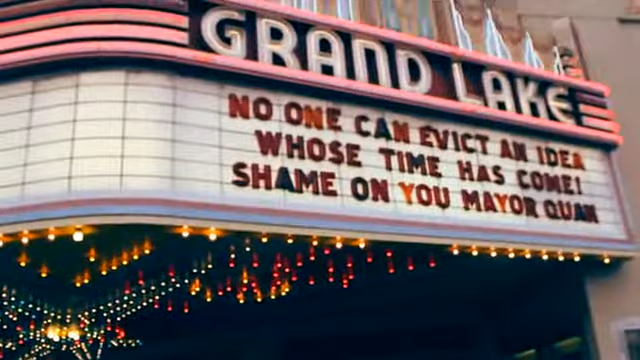 GRAND LAKE
NO ONE CAN EVICT AN IDEA
WHOSE TIME HAS COME!
SHAME ON YOU MAYOR QUAN